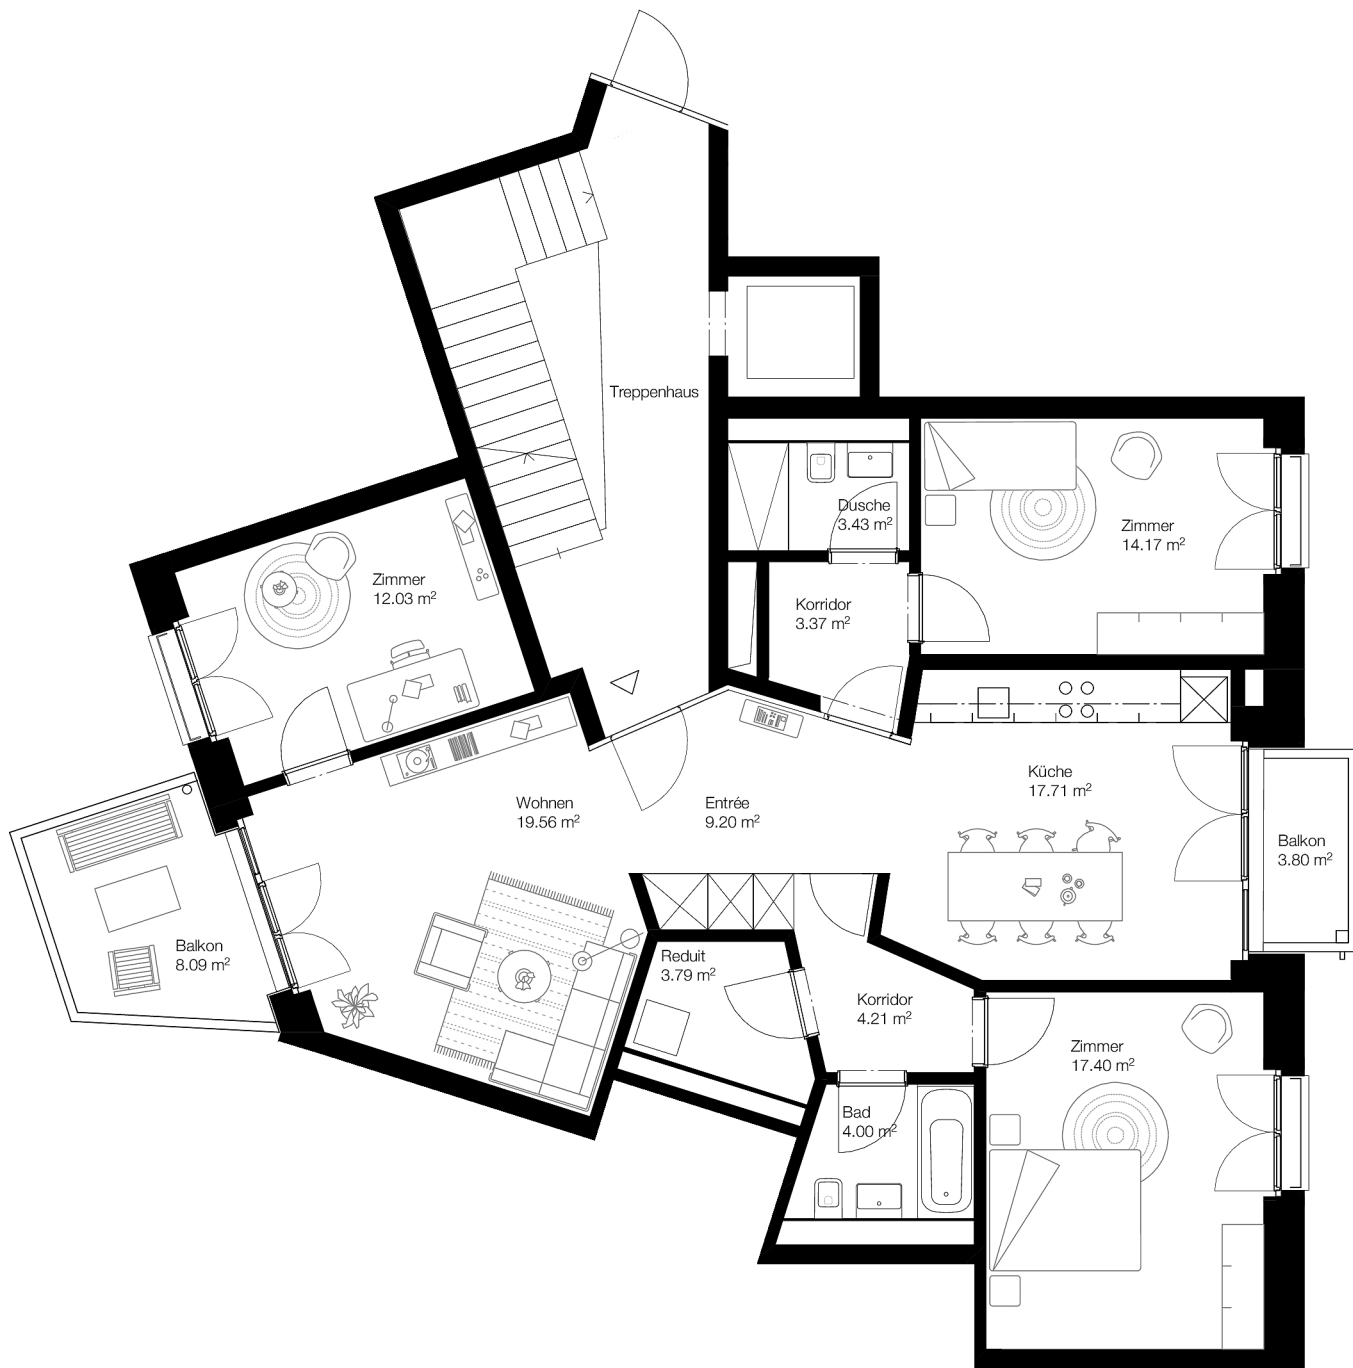 Treppenhaus
Dusche
3.43 m²
Zimmer
14.17 m²
Zimmer
12.03 m²
Korridor
3.37 m²
Küche
17.71 m²
Wohnen
19.56 m²
Entrée
9.20 m²
Balkon
3.80 m²
Balkon
8.09 m²
Reduit
3.79 m²
Korridor
4.21 m²
Zimmer
17.40 m²
Bad
4.00 m²